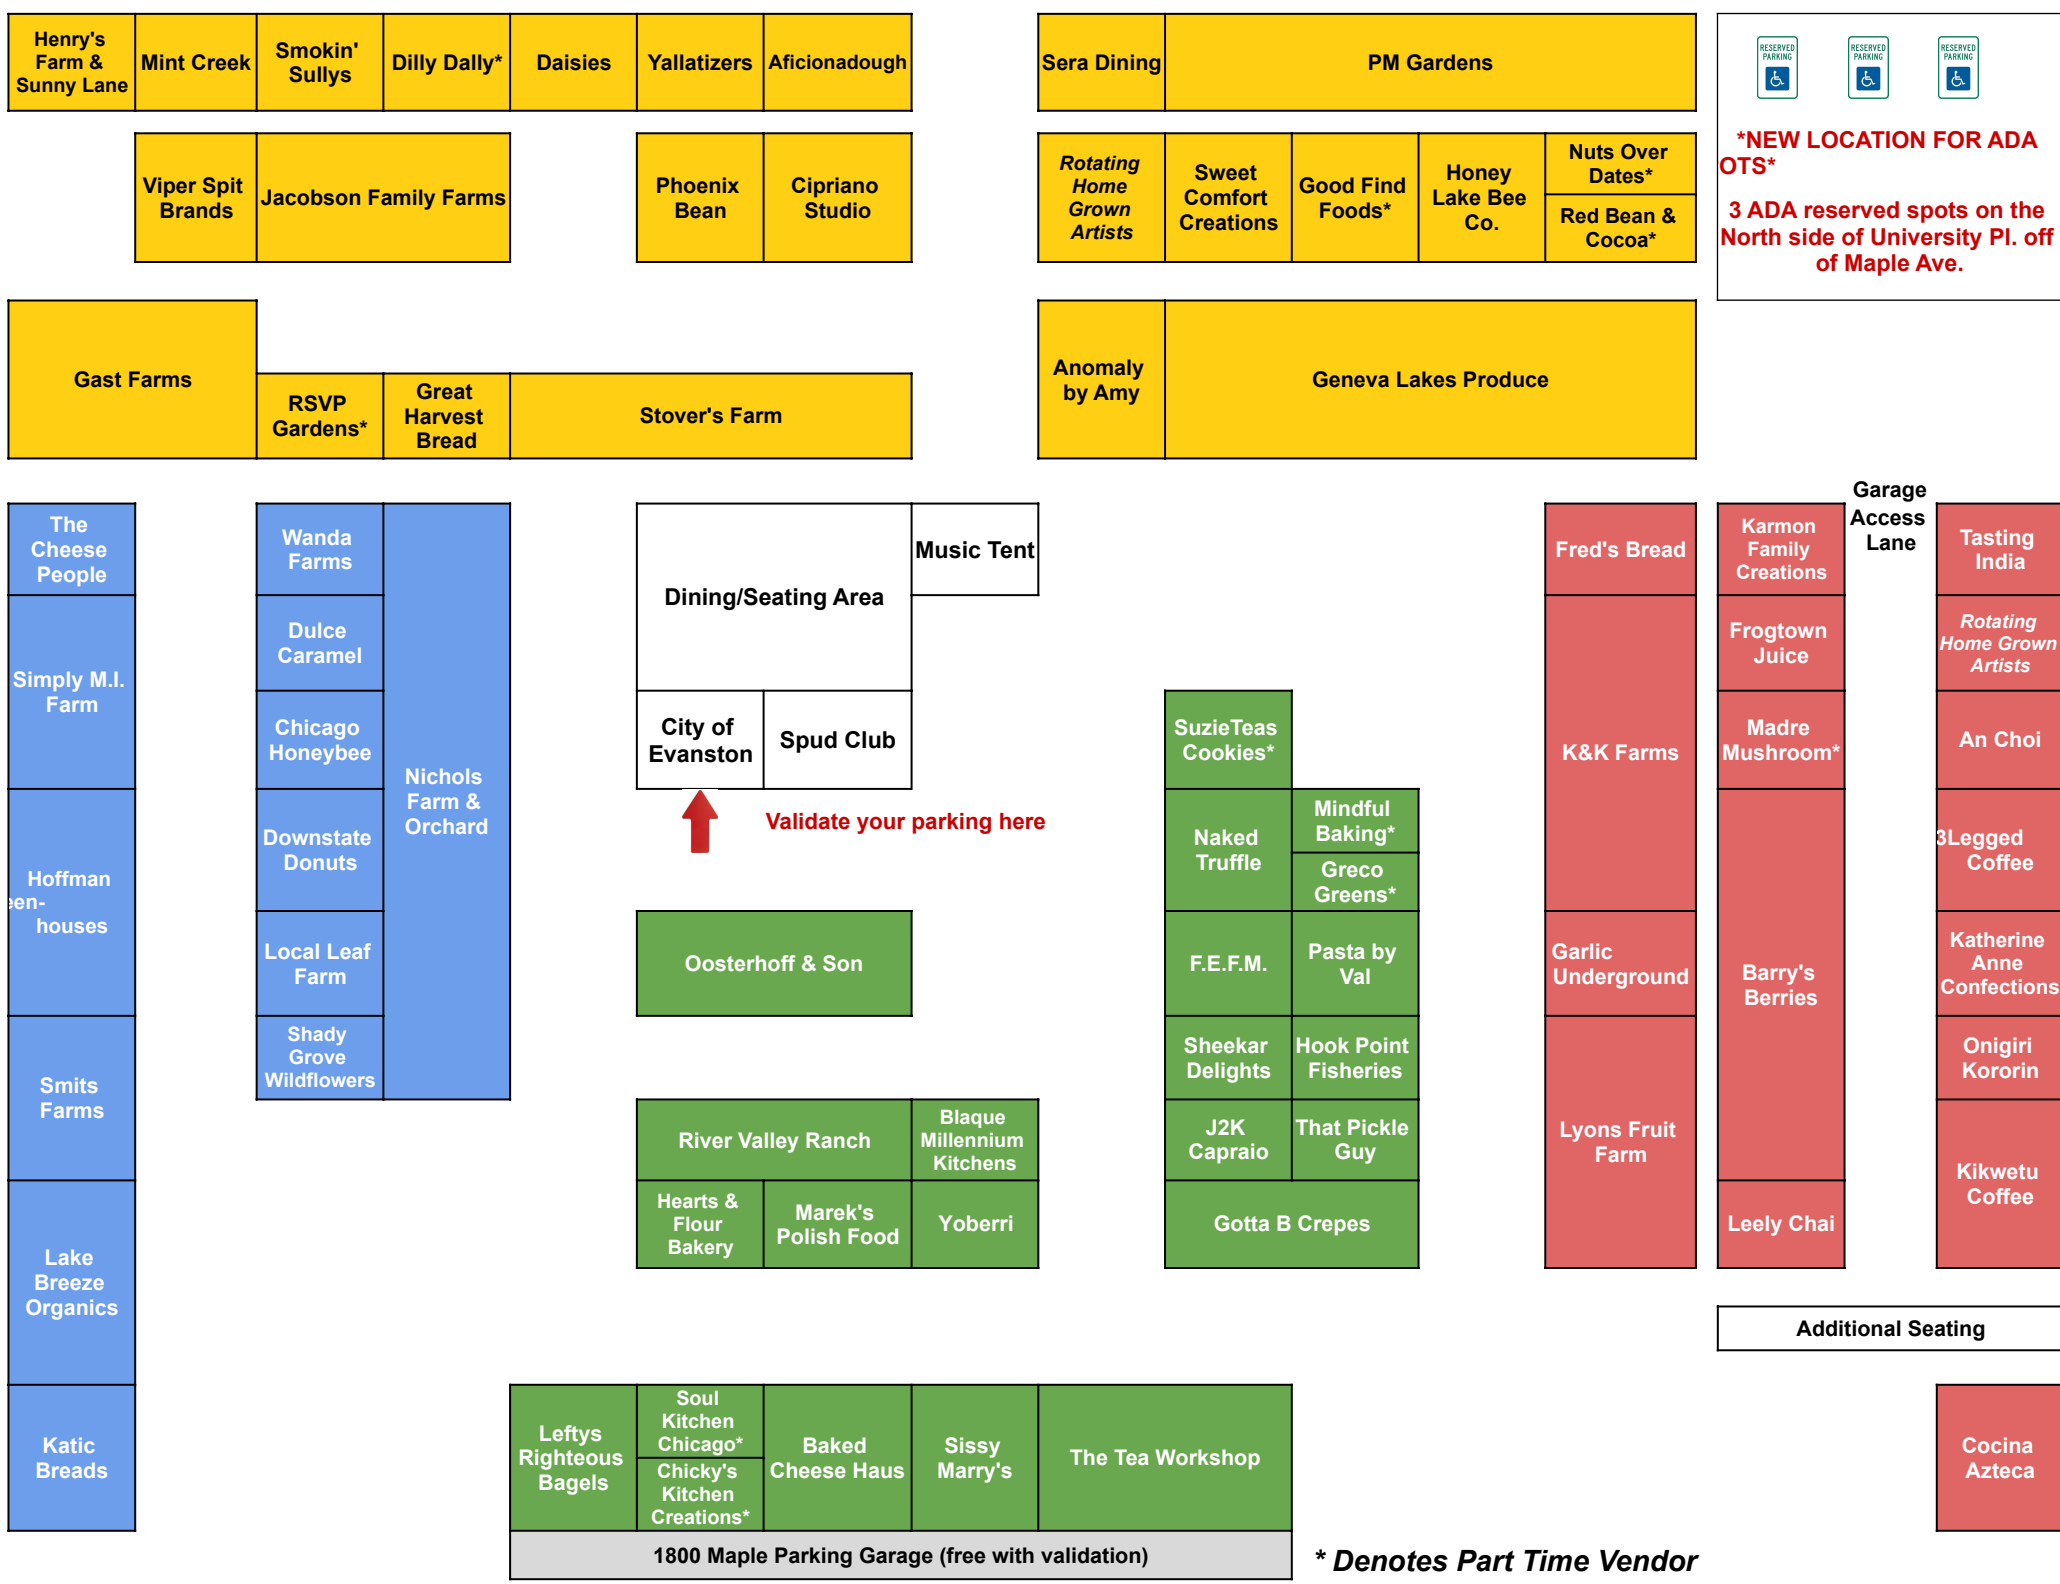 Henry's
Farm &
Sunny Lane
Mint Creek
Smokin'
Sullys
Dilly Dally*
Daisies
Yallatizers
Aficionadough
Sera Dining
PM Gardens
RESERVED
PARKING
RESERVED
PARKING
RESERVED
PARKING
*NEW LOCATION FOR ADA
OTS*
3 ADA reserved spots on the
North side of University Pl. off
of Maple Ave.
Viper Spit
Brands
Jacobson Family Farms
Phoenix
Bean
Cipriano
Studio
Rotating
Home
Grown
Artists
Sweet
Comfort
Creations
Good Find
Foods*
Honey
Lake Bee
Co.
Nuts Over
Dates*
Red Bean &
Cocoa*
Gast Farms
RSVP
Gardens*
Great
Harvest
Bread
Stover's Farm
Anomaly
by Amy
Geneva Lakes Produce
The
Cheese
People
Simply M.I.
Farm
Hoffman
een-
houses
Smits
Farms
Lake
Breeze
Organics
Katic
Breads
Wanda
Farms
Dulce
Caramel
Chicago
Honeybee
Downstate
Donuts
Local Leaf
Farm
Shady
Grove
Wildflowers
Nichols
Farm &
Orchard
Dining/Seating Area
Music Tent
City of
Evanston
Spud Club
Validate your parking here
Oosterhoff & Son
River Valley Ranch
Blaque
Millennium
Kitchens
Hearts &
Flour
Bakery
Marek's
Polish Food
Yoberri
SuzieTeas
Cookies*
Naked
Truffle
Mindful
Baking*
Greco
Greens*
F.E.F.M.
Pasta by
Val
Sheekar
Delights
Hook Point
Fisheries
J2K
Capraio
That Pickle
Guy
Gotta B Crepes
Fred's Bread
K&K Farms
Garlic
Underground
Lyons Fruit
Farm
Karmon
Family
Creations
Frogtown
Juice
Madre
Mushroom*
Barry's
Berries
Leely Chai
Garage
Access
Lane
Tasting
India
Rotating
Home Grown
Artists
An Choi
3Legged
Coffee
Katherine
Anne
Confections
Onigiri
Kororin
Kikwetu
Coffee
Additional Seating
Cocina
Azteca
Leftys
Righteous
Bagels
Soul
Kitchen
Chicago*
Chicky's
Kitchen
Creations*
Baked
Cheese Haus
Sissy
Marry's
The Tea Workshop
1800 Maple Parking Garage (free with validation)
* Denotes Part Time Vendor